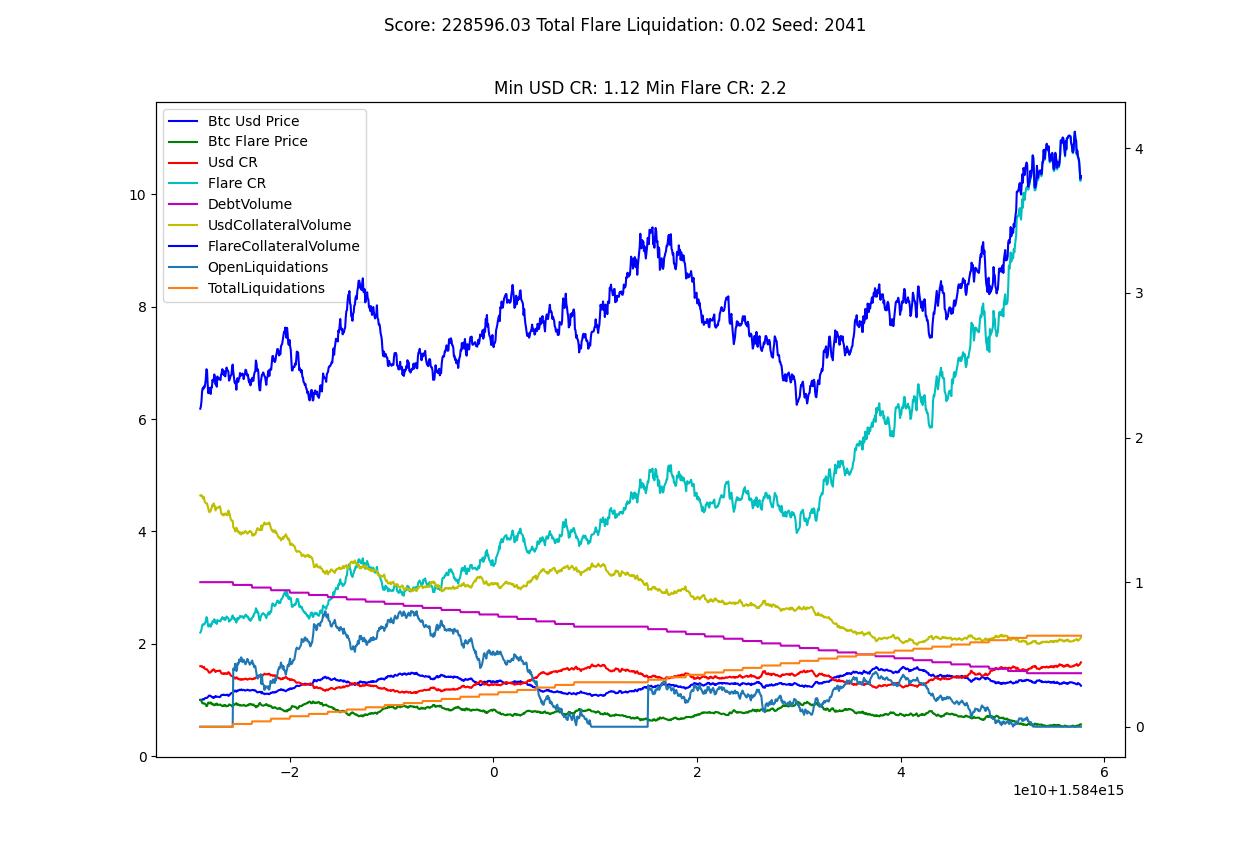 Score: 228596.03 Total Flare Liquidation: 0.02 Seed: 2041
Min USD CR: 1.12 Min Flare CR: 2.2
Btc Usd Price
Btc Flare Price
Usd CR
Flare CR
DebtVolume
UsdCollateralVolume
FlareCollateralVolume
OpenLiquidations
TotalLiquidations
10
8
6
4
2
0
4
3
2
1
0
−2 0 2 4 6
1e10+1.584e15